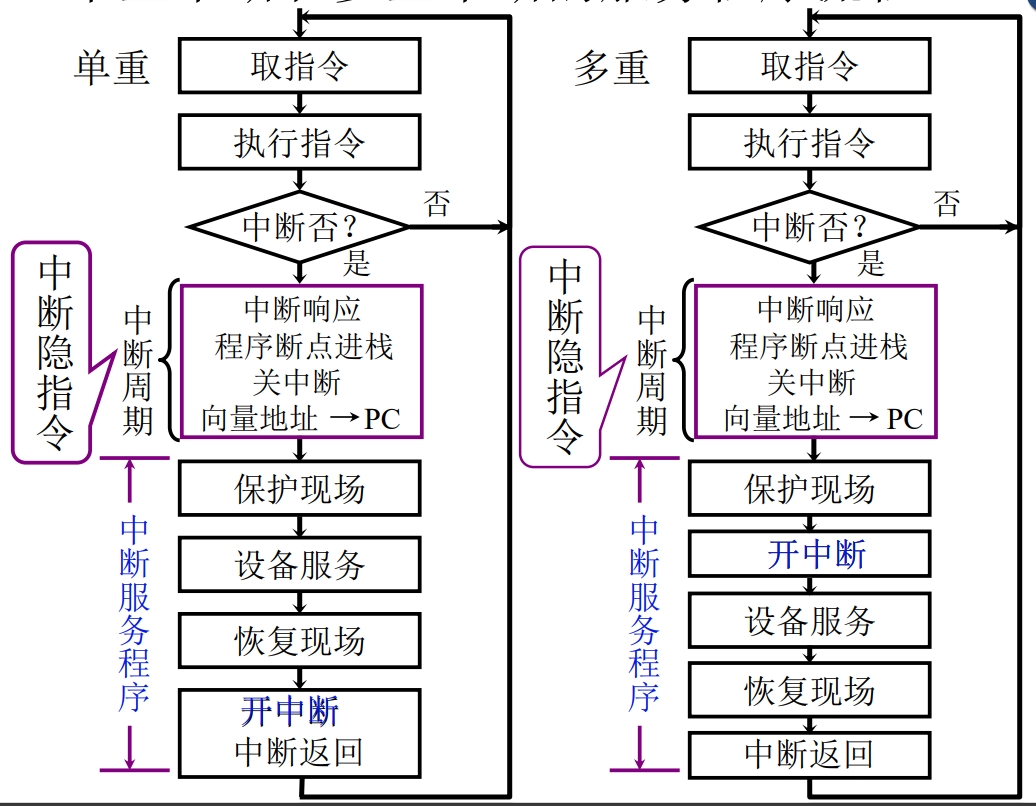 单重
取指令
执行指令
中断否？
否
是
中断隐指令
中断周期
中断响应
程序断点进栈
关中断
向量地址 → PC
中断服务程序
保护现场
设备服务
恢复现场
开中断
中断返回
多重
取指令
执行指令
中断否？
否
是
中断隐指令
中断周期
中断响应
程序断点进栈
关中断
向量地址 → PC
中断服务程序
保护现场
开中断
设备服务
恢复现场
中断返回